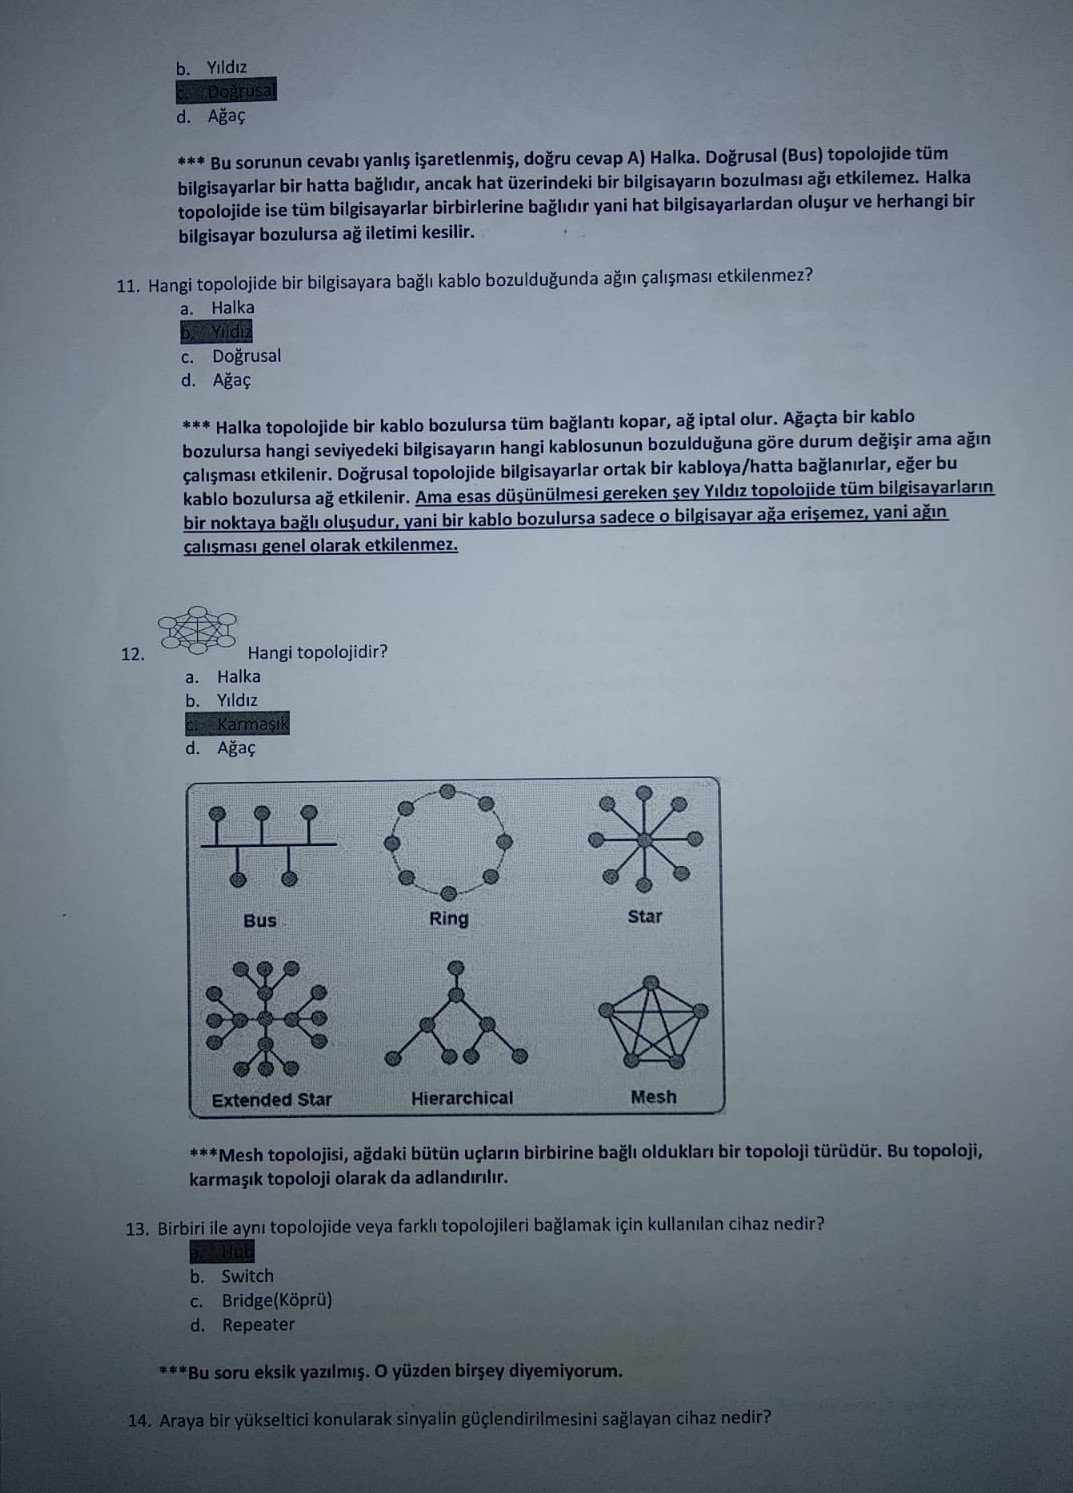 b. Yıldız
c. Doğrusal
d. Ağaç
*** Bu sorunun cevabı yanlış işaretlenmiş, doğru cevap A) Halka. Doğrusal (Bus) topolojide tüm
bilgisayarlar bir hatta bağlıdır, ancak hat üzerindeki bir bilgisayarın bozulması ağı etkilemez. Halka
topolojide ise tüm bilgisayarlar birbirlerine bağlıdır yani hat bilgisayarlardan oluşur ve herhangi bir
bilgisayar bozulursa ağ iletimi kesilir.
11. Hangi topolojide bir bilgisayara bağlı kablo bozulduğunda ağın çalışması etkilenmez?
a. Halka
b. Yıldız
c. Doğrusal
d. Ağaç
*** Halka topolojide bir kablo bozulursa tüm bağlantı kopar, ağ iptal olur. Ağaçta bir kablo
bozulursa hangi seviyedeki bilgisayarın hangi kablosunun bozulduğuna göre durum değişir ama ağın
çalışması etkilenir. Doğrusal topolojide bilgisayarlar ortak bir kabloya/hatta bağlanırlar, eğer bu
kablo bozulursa ağ etkilenir. Ama esas düşünülmesi gereken şey Yıldız topolojide tüm bilgisayarların
bir noktaya bağlı oluşudur, yani bir kablo bozulursa sadece o bilgisayar ağa erişemez, yani ağın
çalışması genel olarak etkilenmez.
12. Hangi topolojidir?
a. Halka
b. Yıldız
c. Karmaşık
d. Ağaç
Bus Ring Star
Extended Star Hierarchical Mesh
***Mesh topolojisi, ağdaki bütün uçların birbirine bağlı oldukları bir topoloji türüdür. Bu topoloji,
karmaşık topoloji olarak da adlandırılır.
13. Birbiri ile aynı topolojide veya farklı topolojileri bağlamak için kullanılan cihaz nedir?
a. Hub
b. Switch
c. Bridge(Köprü)
d. Repeater
***Bu soru eksik yazılmış. O yüzden birşey diyemiyorum.
14. Araya bir yükseltici konularak sinyalin güçlendirilmesini sağlayan cihaz nedir?